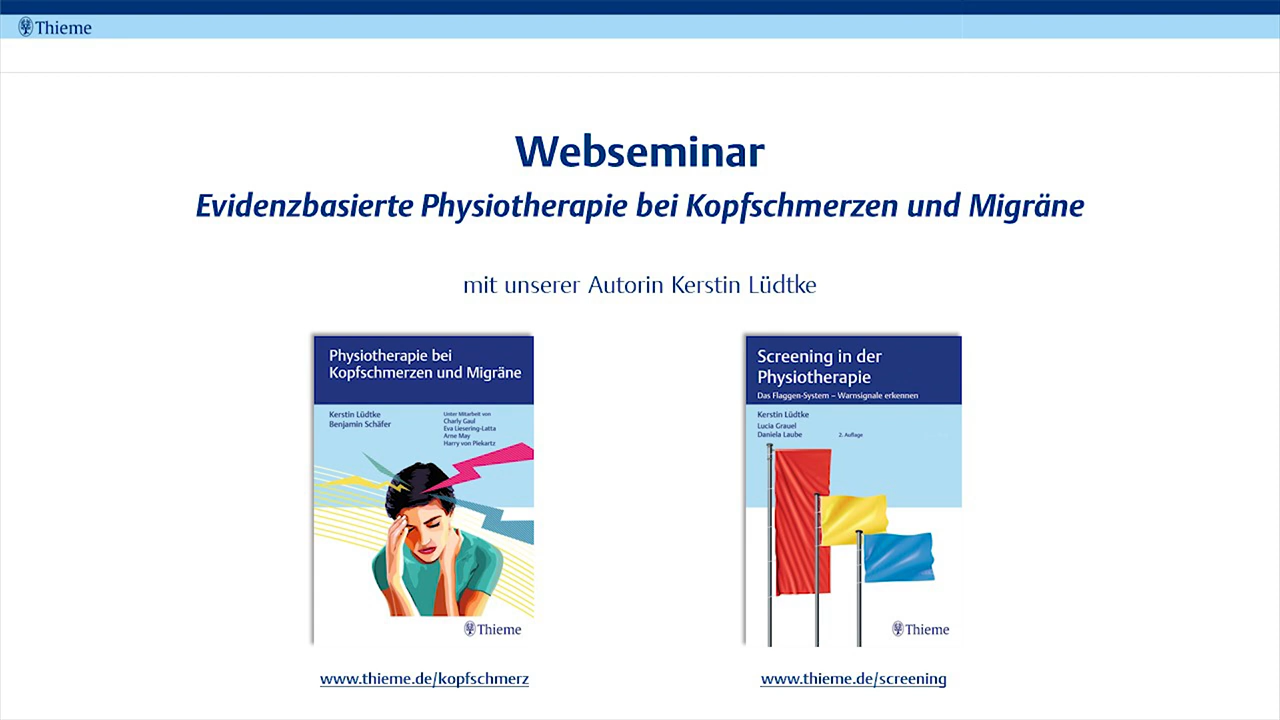 Thieme
Webseminar
Evidenzbasierte Physiotherapie bei Kopfschmerzen und Migräne
mit unserer Autorin Kerstin Lüdtke
Physiotherapie bei
Kopfschmerzen und Migräne
Kerstin Lüdtke
Benjamin Schäfer
Unter Mitarbeit von
Charly Gaul
Eva Liesering-Latta
Arne May
Harry von Piekartz
Thieme
www.thieme.de/kopfschmerz
Screening in der
Physiotherapie
Das Flaggen-System – Warnsignale erkennen
Kerstin Lüdtke
Lucia Grauel
Daniela Laube
2. Auflage
Thieme
www.thieme.de/screening